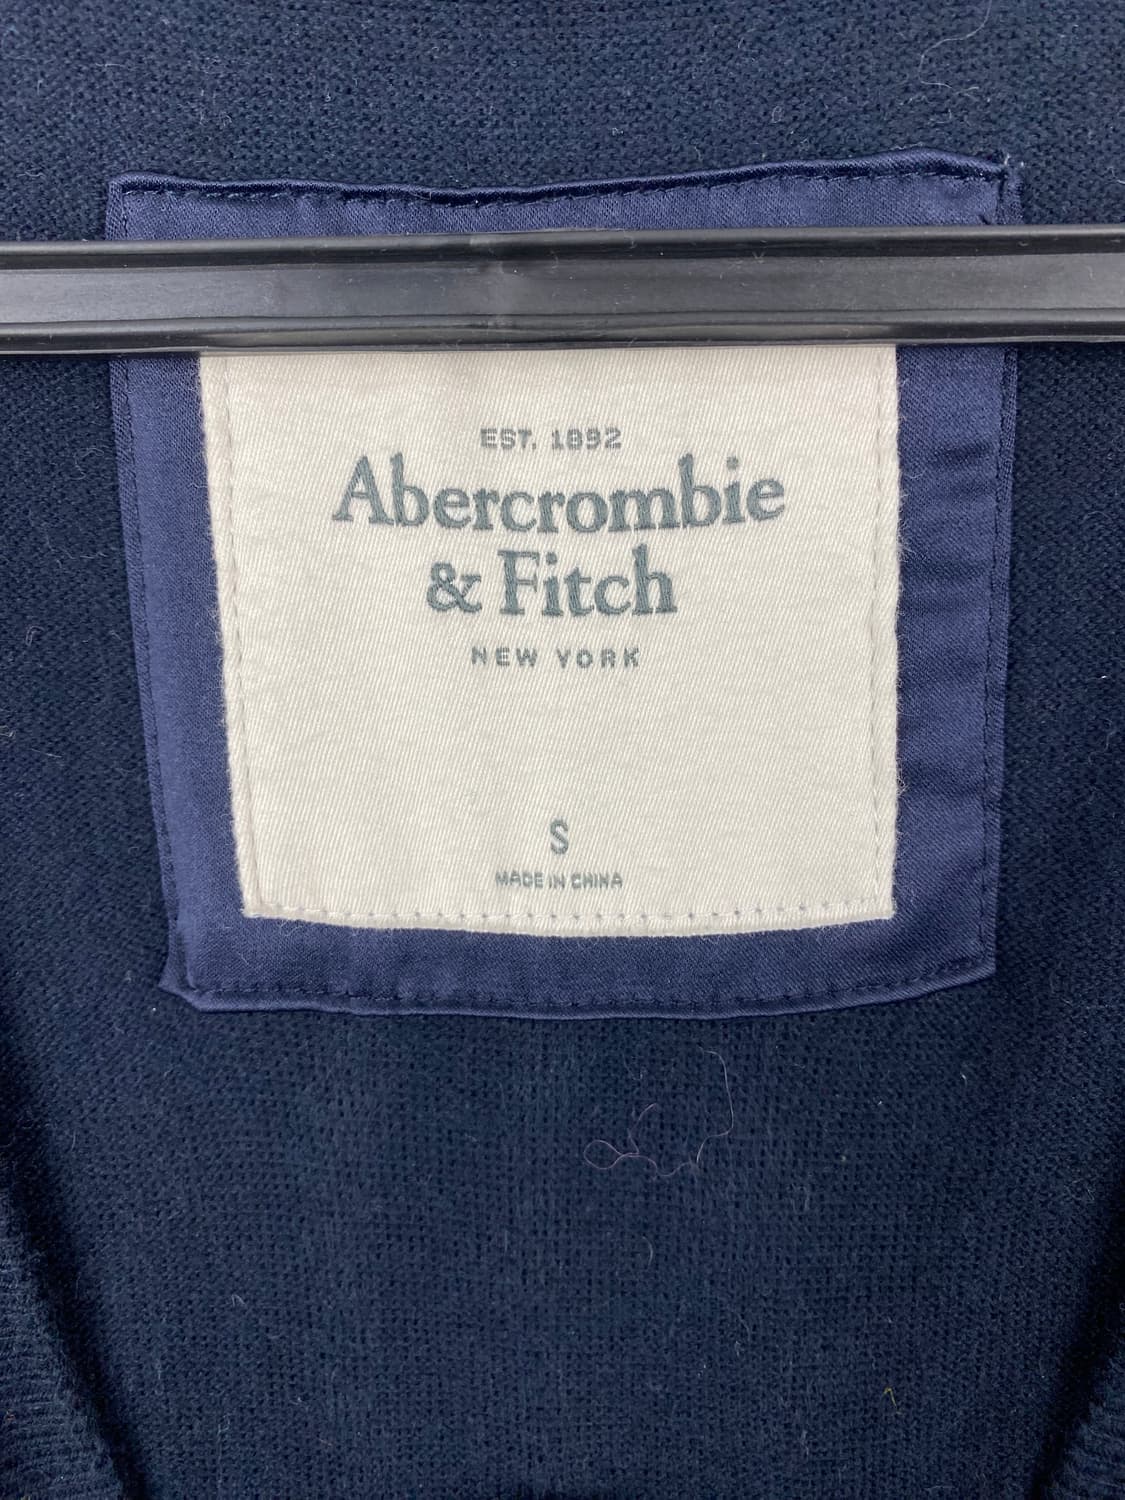 EST. 1892
Abercrombie
& Fitch
NEW YORK
S
MADE IN CHINA